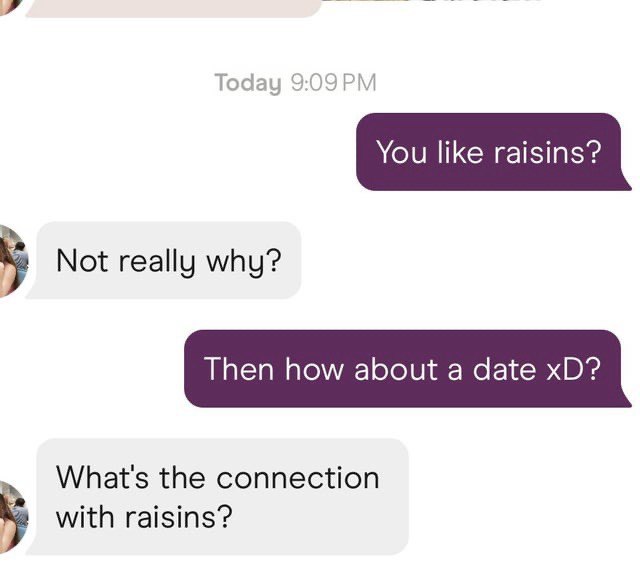 Today 9:09 PM
You like raisins?
Not really why?
Then how about a date xD?
What's the connection
with raisins?